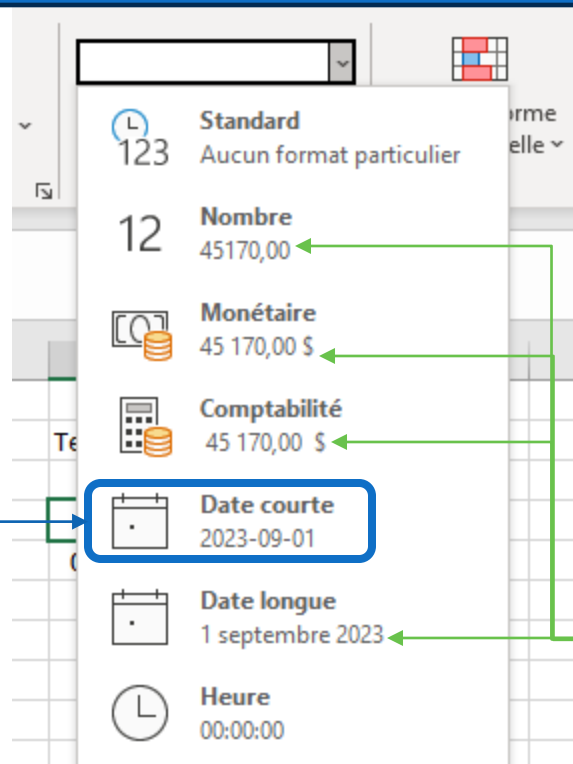 Standard
123
Aucun format particulier
12
Nombre
45170,00
Monétaire
45 170,00 $
Comptabilité
45 170,00 $
Date courte
2023-09-01
Date longue
1 septembre 2023
Heure
00:00:00